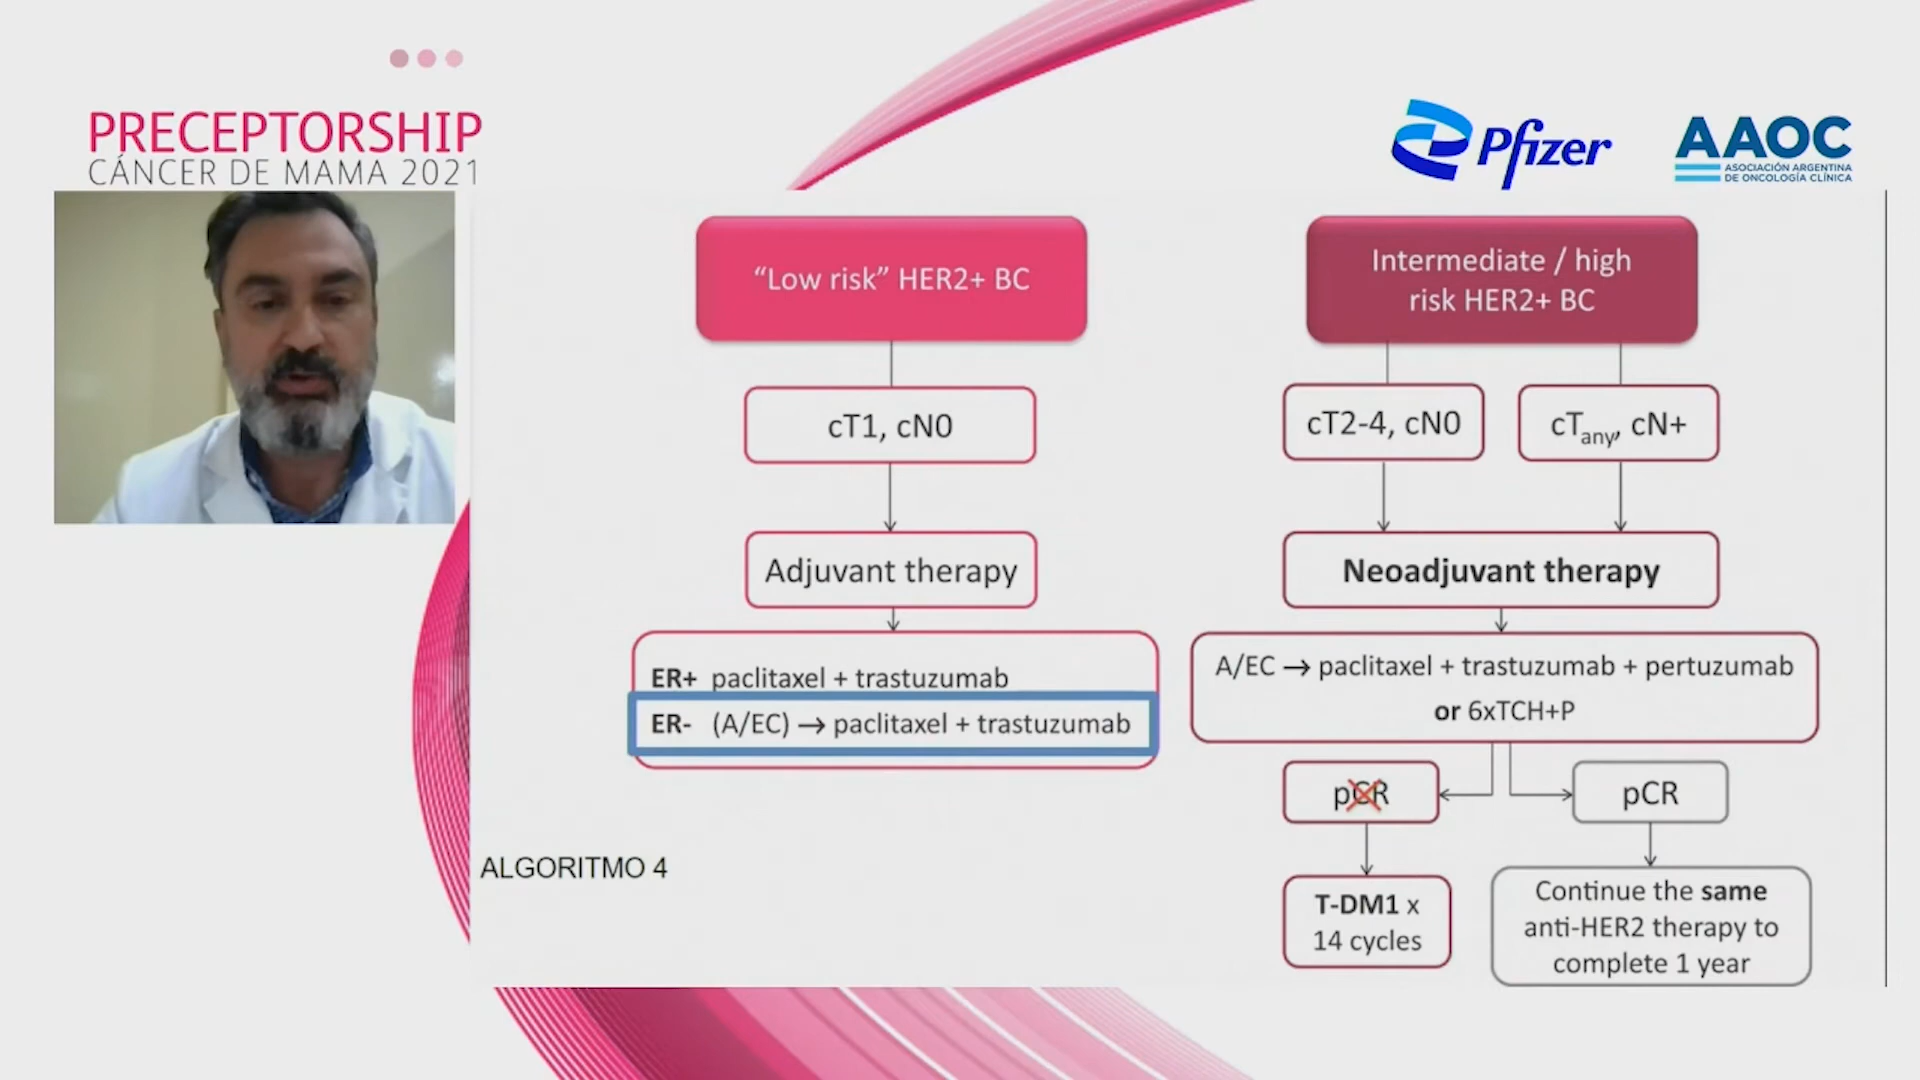 PRECEPTORSHIP
CÁNCER DE MAMA 2021
Pfizer
AAOC
ASOCIACIÓN ARGENTINA
DE ONCOLOGÍA CLÍNICA
“Low risk” HER2+ BC
cT1, cN0
Adjuvant therapy
ER+ paclitaxel + trastuzumab
ER- (A/EC) → paclitaxel + trastuzumab
Intermediate / high
risk HER2+ BC
cT2-4, cN0
cTany, cN+
Neoadjuvant therapy
A/EC → paclitaxel + trastuzumab + pertuzumab
or 6xTCH+P
pCR
pCR
T-DM1 x
14 cycles
Continue the same
anti-HER2 therapy to
complete 1 year
ALGORITMO 4